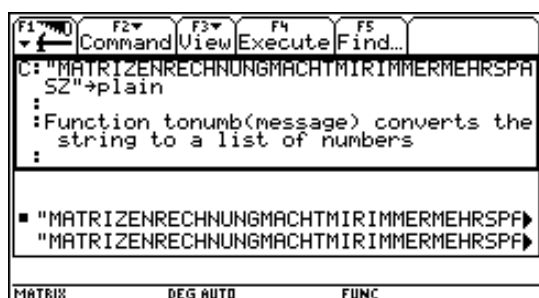 F1 F2 F3 F4 F5
Command View Execute Find...
C:"MATRIZENRECHNUNGMACHTMIRIMMERMEHRSPA
SZ"→plain
:
:Function tonumb(message) converts the
string to a list of numbers
:
■ "MATRIZENRECHNUNGMACHTMIRIMMERMEHRSPA▶
"MATRIZENRECHNUNGMACHTMIRIMMERMEHRSPA▶
MATRIX DEG AUTO FUNC